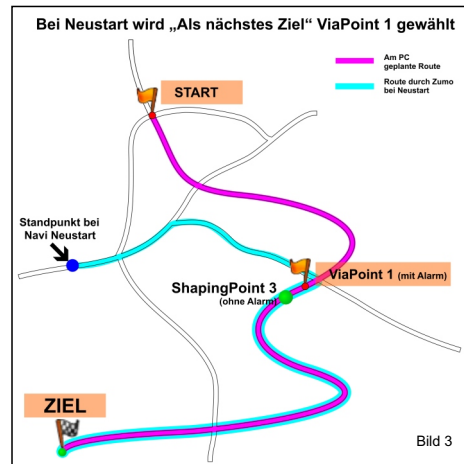 Bei Neustart wird „Als nächstes Ziel“ ViaPoint 1 gewählt
Am PC
geplante Route
Route durch Zumo
bei Neustart
START
Standpunkt bei
Navi Neustart
ViaPoint 1 (mit Alarm)
ShapingPoint 3
(ohne Alarm)
ZIEL
Bild 3